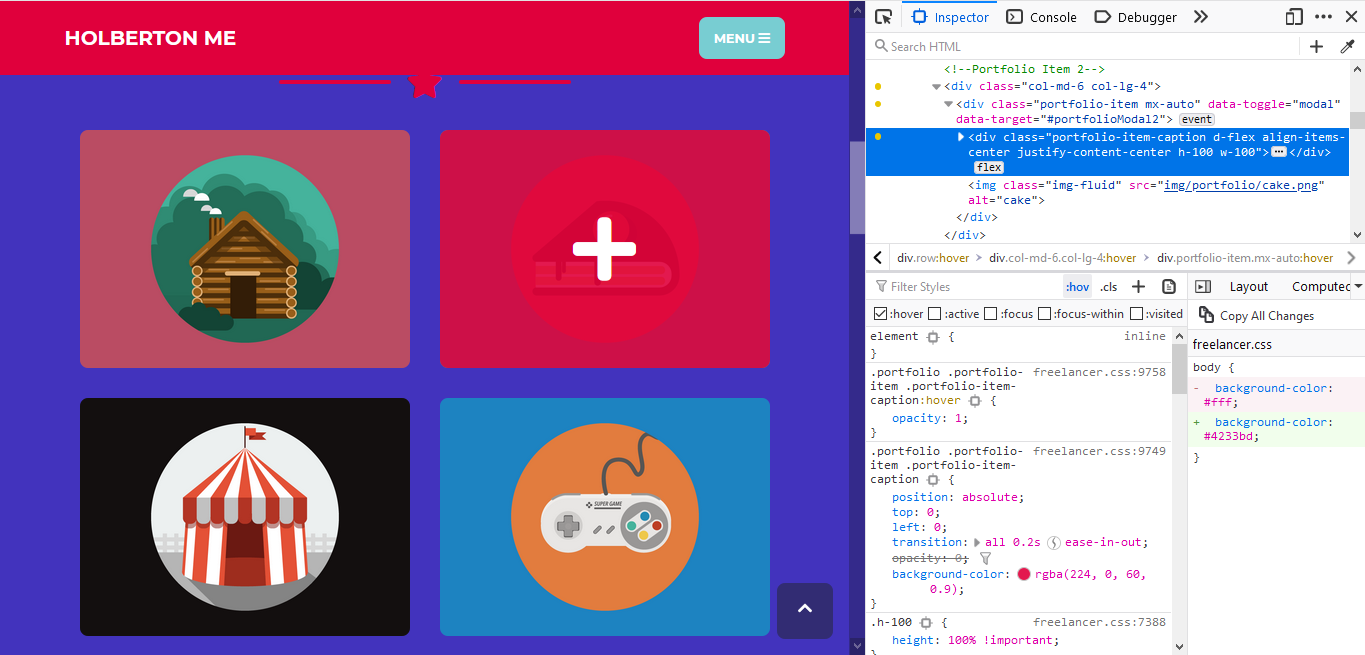 HOLBERTON ME
MENU
SUPER GAME
Inspector
Console
Debugger
Search HTML
<!--Portfolio Item 2-->
<div class="col-md-6 col-lg-4">
<div class="portfolio-item mx-auto" data-toggle="modal"
data-target="#portfolioModal2"> event
<div class="portfolio-item-caption d-flex align-items-
center justify-content-center h-100 w-100"> </div>
flex
<img class="img-fluid" src="img/portfolio/cake.png"
alt="cake">
</div>
</div>
div.row:hover
div.col-md-6.col-lg-4:hover
div.portfolio-item.mx-auto:hover
Filter Styles
:hov .cls
:hover :active :focus :focus-within :visited
element { inline
}
.portfolio .portfolio- freelancer.css:9758
item .portfolio-item-
caption:hover {
opacity: 1;
}
.portfolio .portfolio- freelancer.css:9749
item .portfolio-item-
caption {
position: absolute;
top: 0;
left: 0;
transition: all 0.2s ease-in-out;
opacity: 0;
background-color: rgba(224, 0, 60,
0.9);
}
.h-100 { freelancer.css:7388
height: 100% !important;
}
Layout
Computed
Copy All Changes
freelancer.css
body {
- background-color:
#fff;
+ background-color:
#4233bd;
}